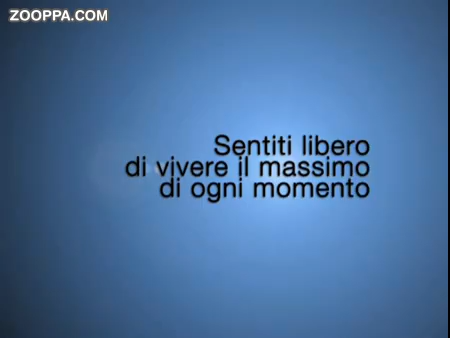 ZOOPPA.COM
Sentiti libero
di vivere il massimo
di ogni momento